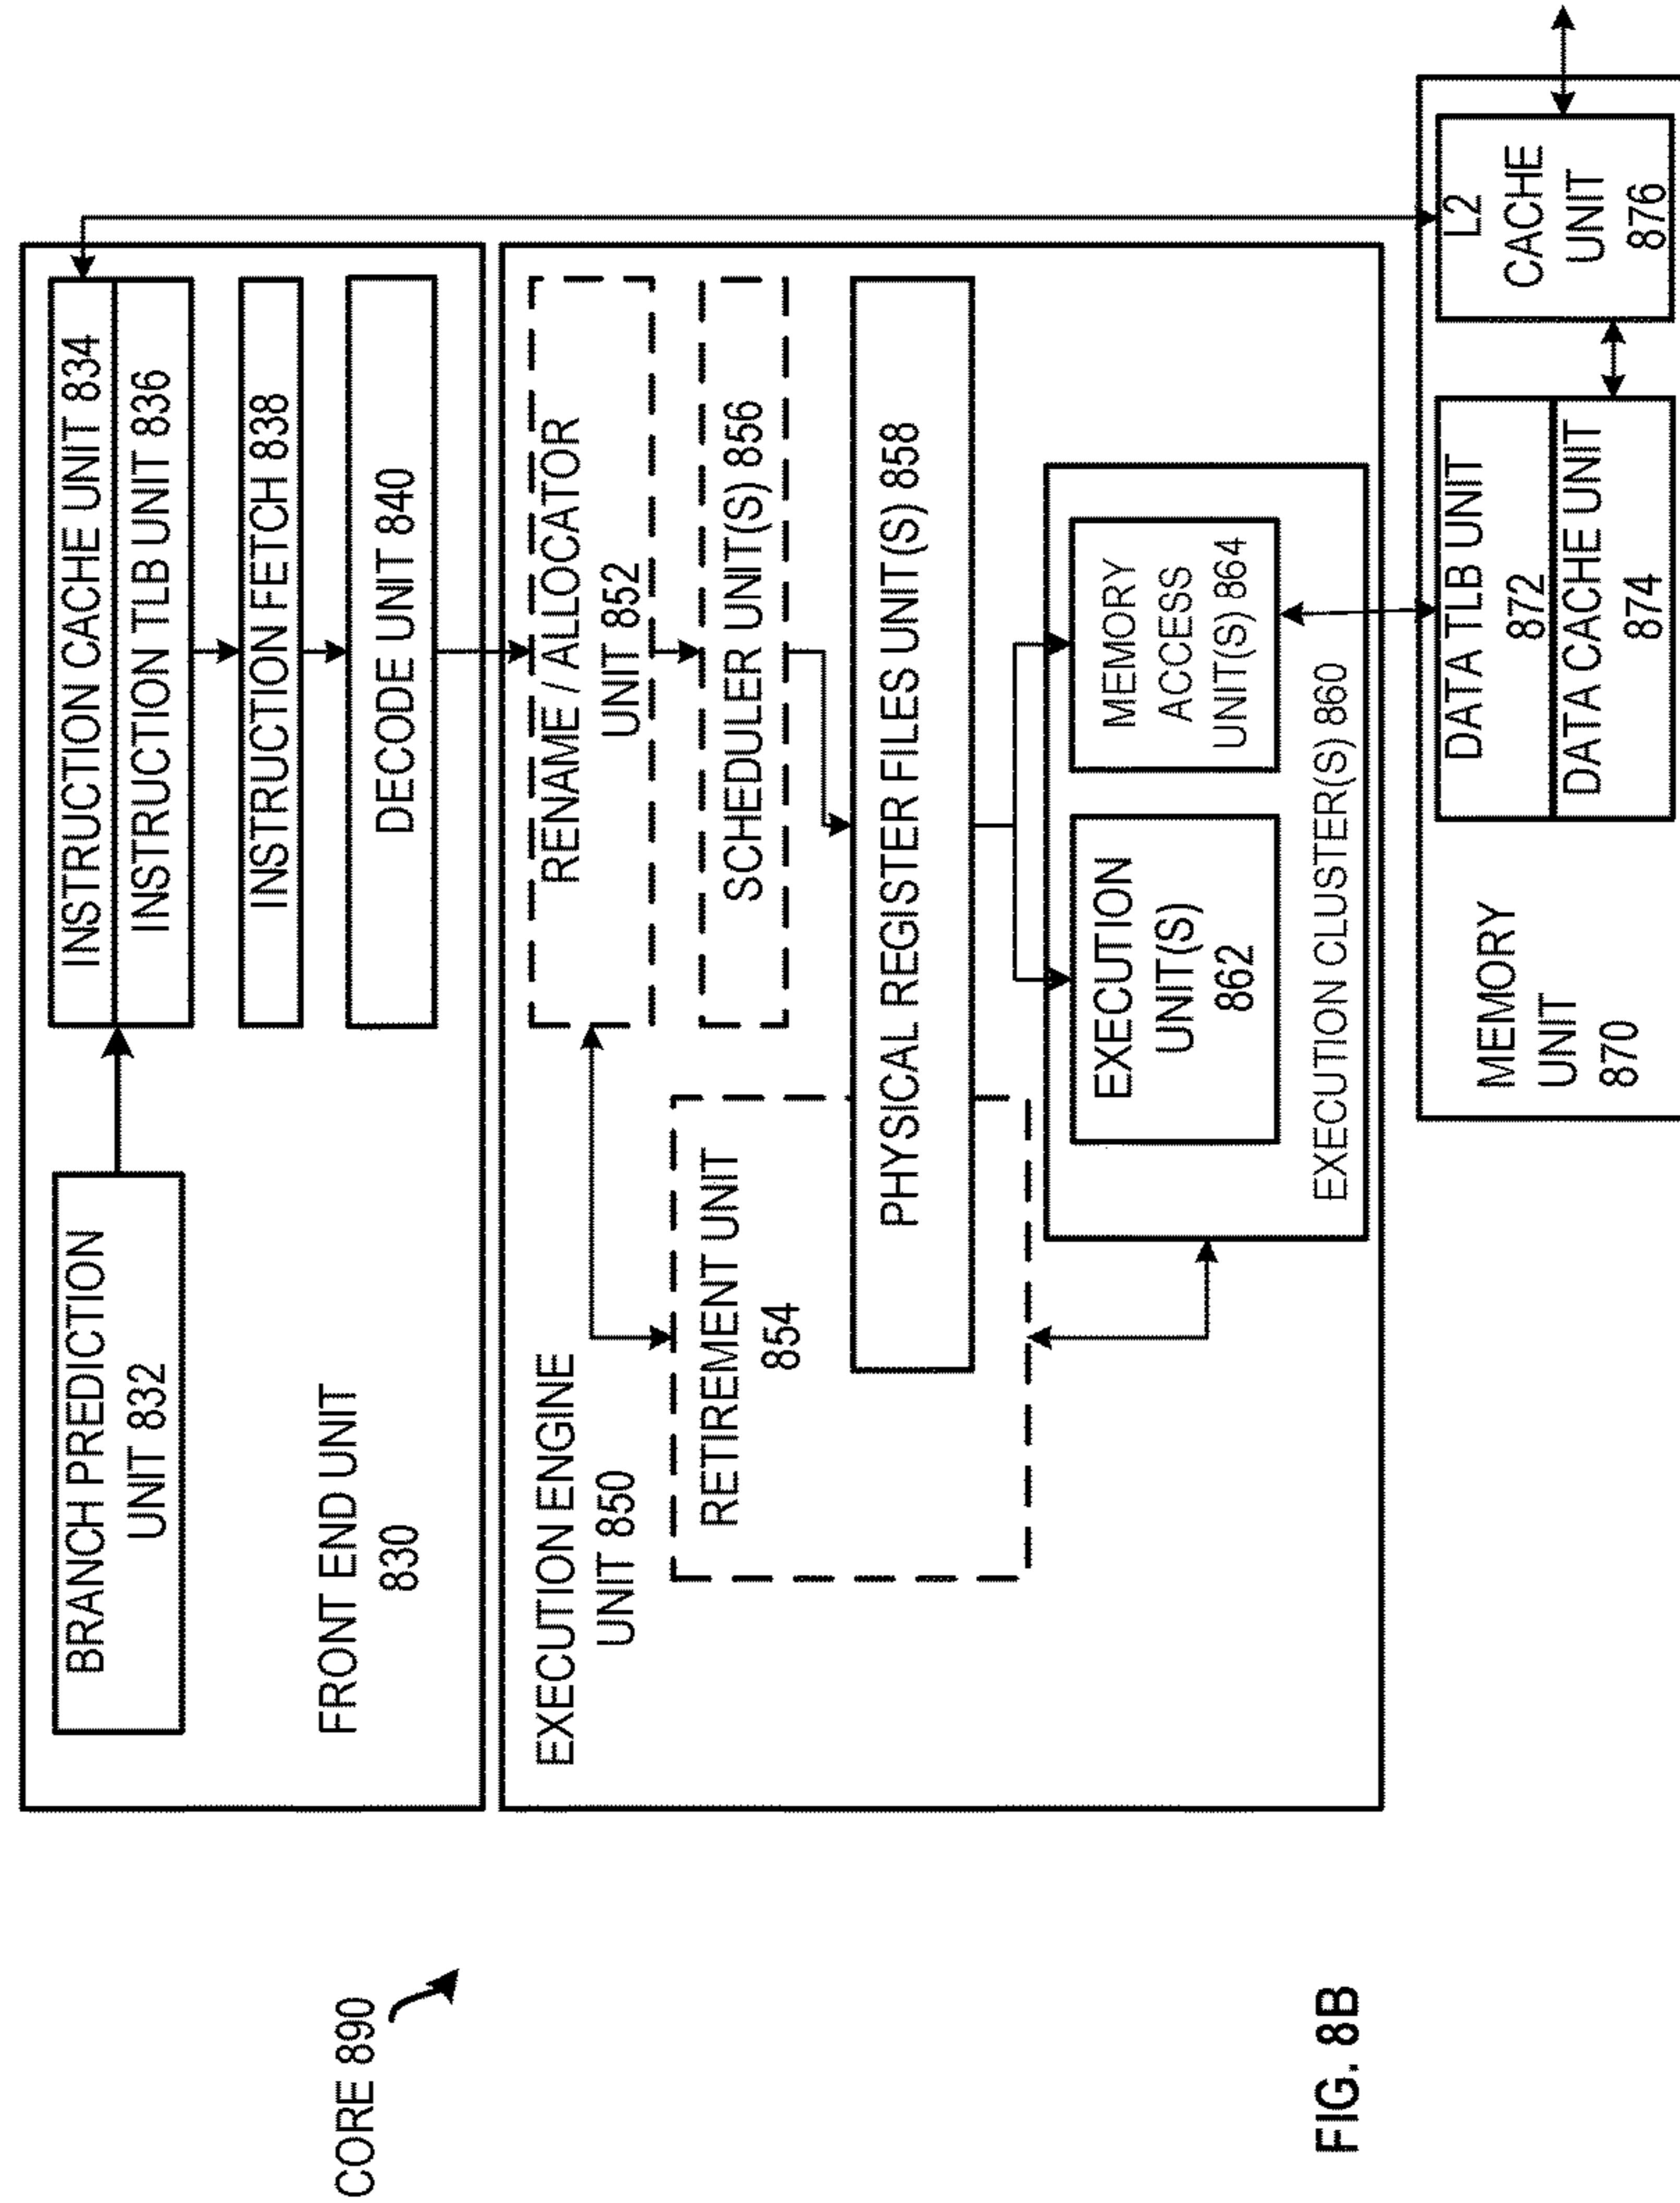 CORE 890
FRONT END UNIT
830
BRANCH PREDICTION
UNIT 832
INSTRUCTION CACHE UNIT 834
INSTRUCTION TLB UNIT 836
INSTRUCTION FETCH 838
DECODE UNIT 840
EXECUTION ENGINE
UNIT 850
RENAME / ALLOCATOR
UNIT 852
RETIREMENT UNIT
854
SCHEDULER UNIT(S) 856
PHYSICAL REGISTER FILES UNIT(S) 858
EXECUTION
UNIT(S)
862
MEMORY
ACCESS
UNIT(S) 864
EXECUTION CLUSTER(S) 860
MEMORY
UNIT
870
DATA TLB UNIT
872
DATA CACHE UNIT
874
L2
CACHE
UNIT
876
FIG. 8B